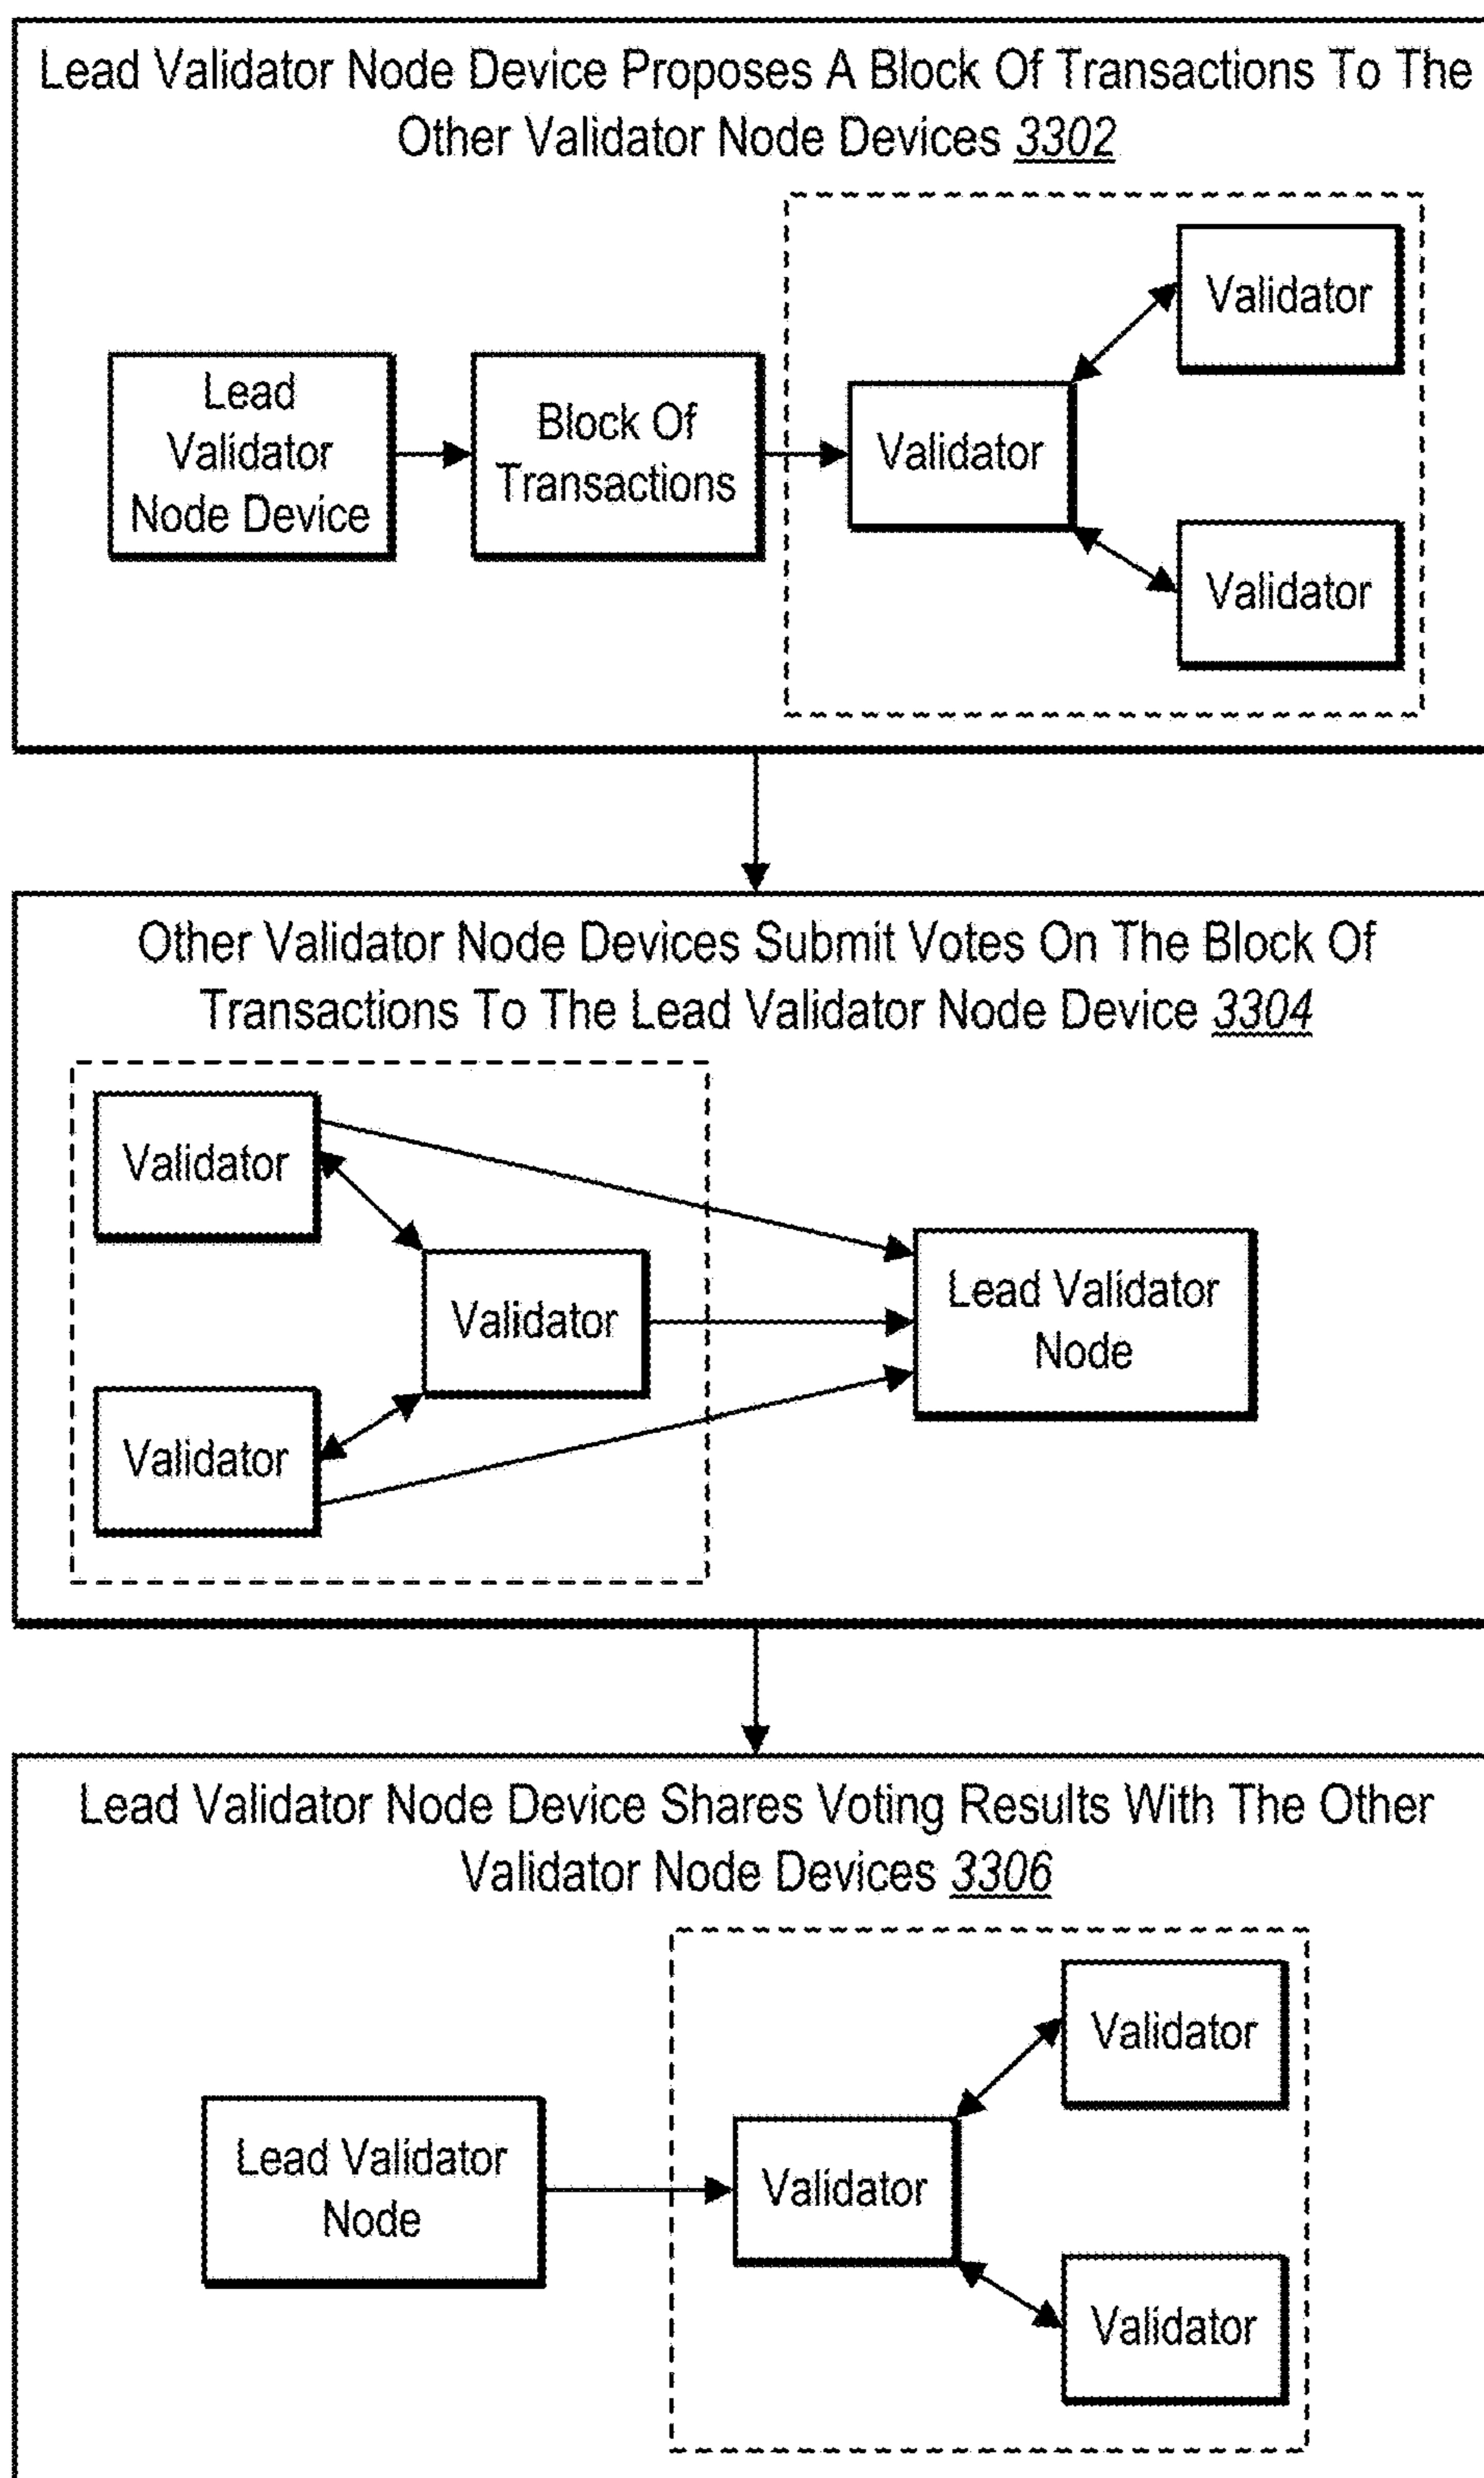 Lead Validator Node Device Proposes A Block Of Transactions To The
Other Validator Node Devices 3302
Validator
Lead
Validator
Node Device
Block Of
Transactions
Validator
Validator
Other Validator Node Devices Submit Votes On The Block Of
Transactions To The Lead Validator Node Device 3304
Validator
Validator
Lead Validator
Node
Validator
Lead Validator Node Device Shares Voting Results With The Other
Validator Node Devices 3306
Validator
Lead Validator
Node
Validator
Validator